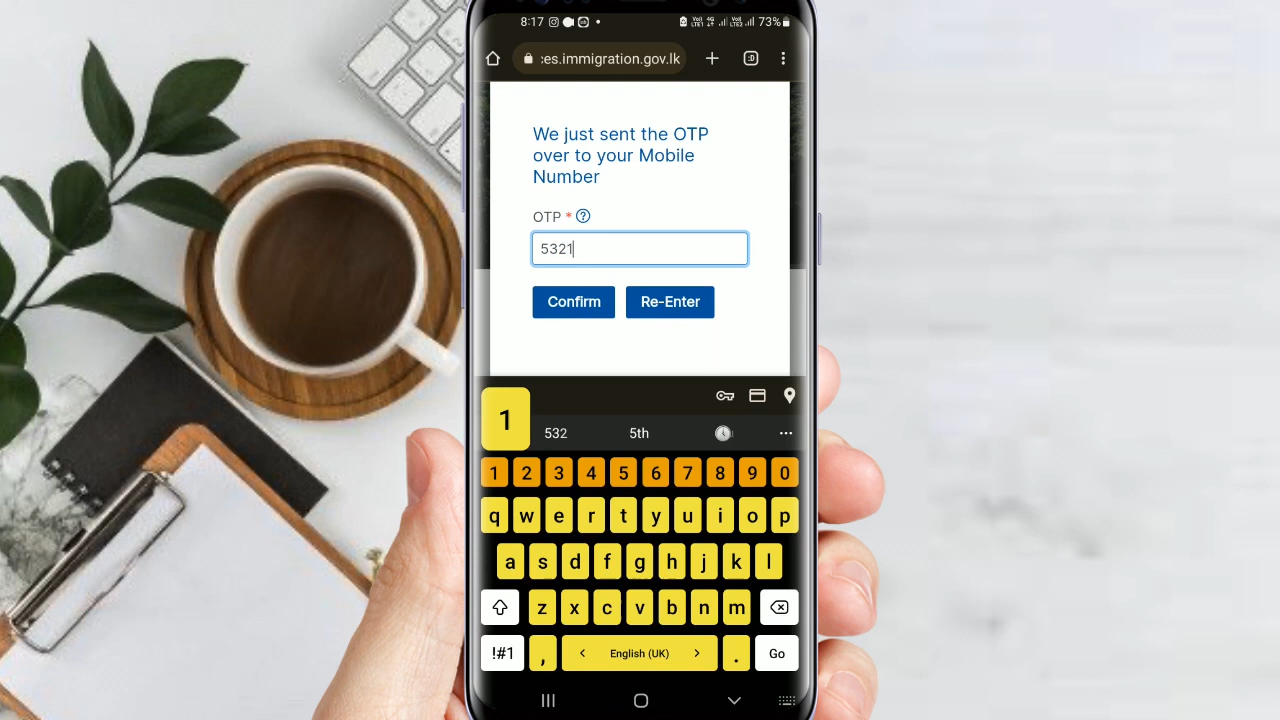 8:17 73%
:es.immigration.gov.lk :D
We just sent the OTP
over to your Mobile
Number
OTP *
5321
Confirm Re-Enter
1
532 5th
1 2 3 4 5 6 7 8 9 0
q w e r t y u i o p
a s d f g h j k l
z x c v b n m
!#1 , < English (UK) > . Go